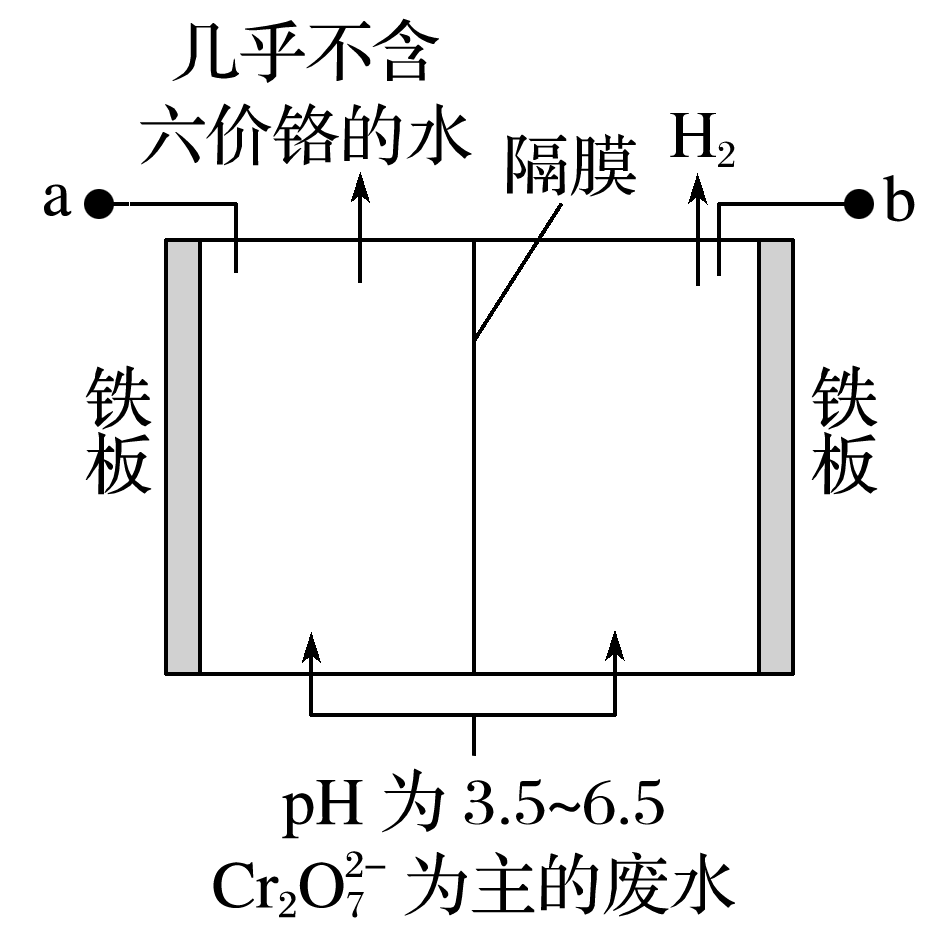 几乎不含
六价铬的水
隔膜
H₂
a
b
铁板
铁板
pH 为 3.5~6.5
Cr₂O₇²⁻ 为主的废水